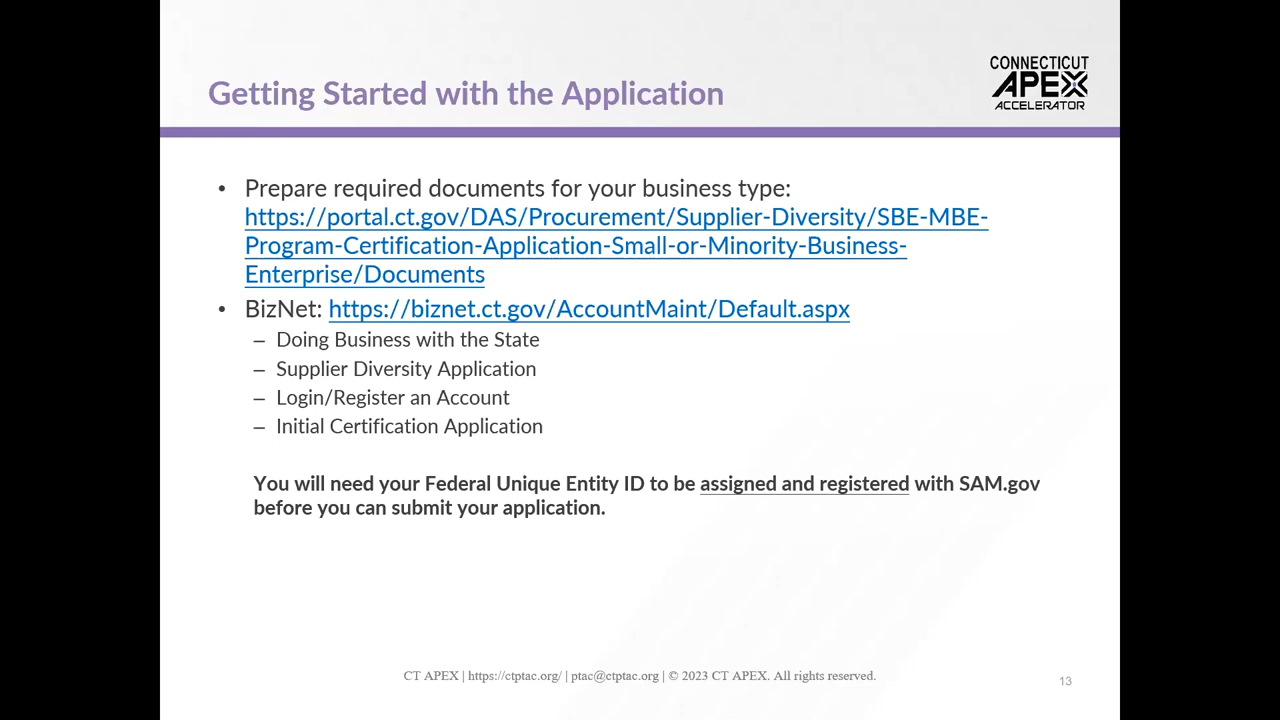 Getting Started with the Application
CONNECTICUT
APEX
ACCELERATOR
• Prepare required documents for your business type:
https://portal.ct.gov/DAS/Procurement/Supplier-Diversity/SBE-MBE-
Program-Certification-Application-Small-or-Minority-Business-
Enterprise/Documents
• BizNet: https://biznet.ct.gov/AccountMaint/Default.aspx
– Doing Business with the State
– Supplier Diversity Application
– Login/Register an Account
– Initial Certification Application
You will need your Federal Unique Entity ID to be assigned and registered with SAM.gov
before you can submit your application.
CT APEX | https://ctptac.org/ | ptac@ctptac.org | © 2023 CT APEX. All rights reserved.
13